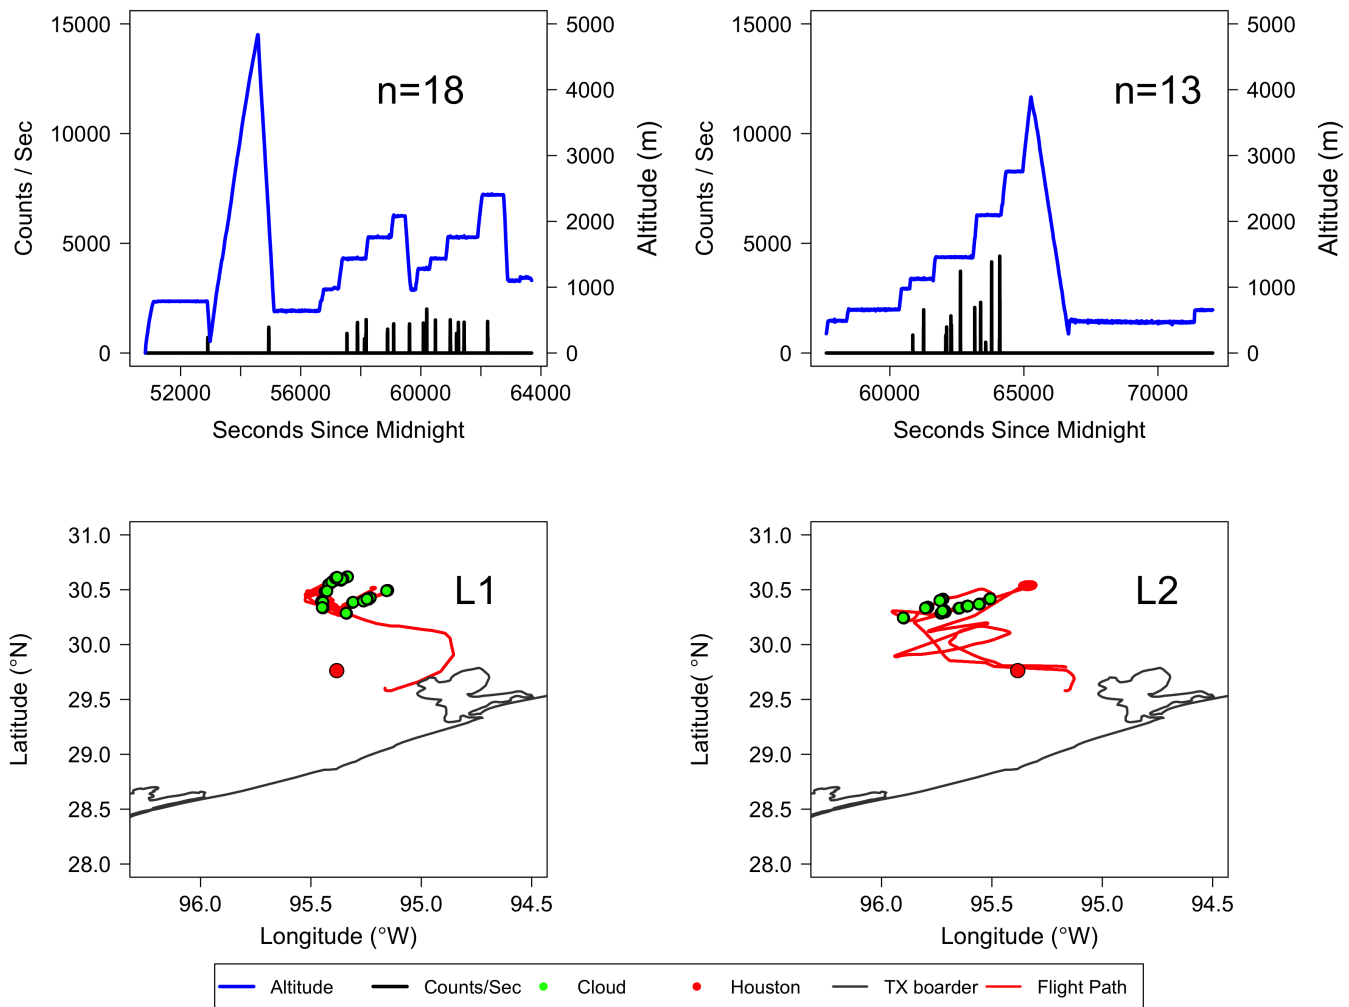 15000
10000
5000
0
Counts / Sec
n=18
5000
4000
3000
2000
1000
0
Altitude (m)
52000 56000 60000 64000
Seconds Since Midnight
15000
10000
5000
0
Counts / Sec
n=13
5000
4000
3000
2000
1000
0
Altitude (m)
60000 65000 70000
Seconds Since Midnight
31.0
30.5
30.0
29.5
29.0
28.5
28.0
Latitude (°N)
L1
96.0 95.5 95.0 94.5
Longitude (°W)
31.0
30.5
30.0
29.5
29.0
28.5
28.0
Latitude( °N)
L2
96.0 95.5 95.0 94.5
Longitude (°W)
Altitude Counts/Sec Cloud Houston TX boarder Flight Path